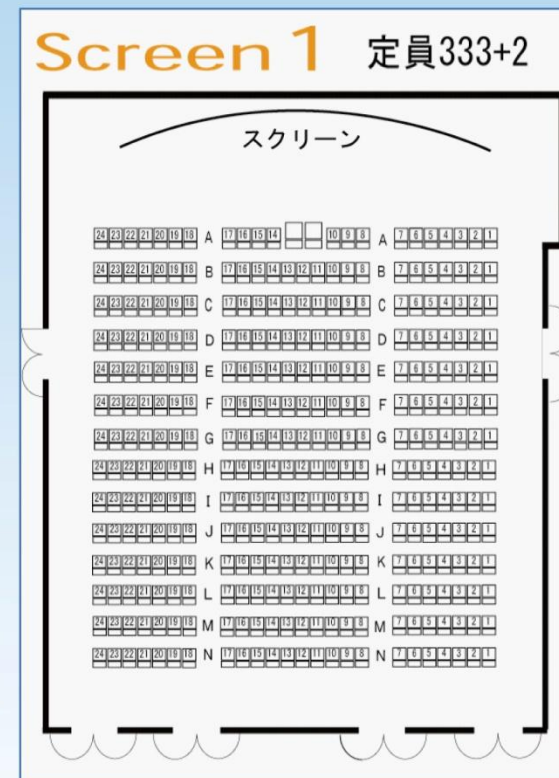 Screen 1 定員333+2
スクリーン
24 23 22 21 20 19 18 A 17 16 15 14 10 9 8 A 7 6 5 4 3 2 1
24 23 22 21 20 19 18 B 17 16 15 14 13 12 11 10 9 8 B 7 6 5 4 3 2 1
24 23 22 21 20 19 18 C 17 16 15 14 13 12 11 10 9 8 C 7 6 5 4 3 2 1
24 23 22 21 20 19 18 D 17 16 15 14 13 12 11 10 9 8 D 7 6 5 4 3 2 1
24 23 22 21 20 19 18 E 17 16 15 14 13 12 11 10 9 8 E 7 6 5 4 3 2 1
24 23 22 21 20 19 18 F 17 16 15 14 13 12 11 10 9 8 F 7 6 5 4 3 2 1
24 23 22 21 20 19 18 G 17 16 15 14 13 12 11 10 9 8 G 7 6 5 4 3 2 1
24 23 22 21 20 19 18 H 17 16 15 14 13 12 11 10 9 8 H 7 6 5 4 3 2 1
24 23 22 21 20 19 18 I 17 16 15 14 13 12 11 10 9 8 I 7 6 5 4 3 2 1
24 23 22 21 20 19 18 J 17 16 15 14 13 12 11 10 9 8 J 7 6 5 4 3 2 1
24 23 22 21 20 19 18 K 17 16 15 14 13 12 11 10 9 8 K 7 6 5 4 3 2 1
24 23 22 21 20 19 18 L 17 16 15 14 13 12 11 10 9 8 L 7 6 5 4 3 2 1
24 23 22 21 20 19 18 M 17 16 15 14 13 12 11 10 9 8 M 7 6 5 4 3 2 1
24 23 22 21 20 19 18 N 17 16 15 14 13 12 11 10 9 8 N 7 6 5 4 3 2 1